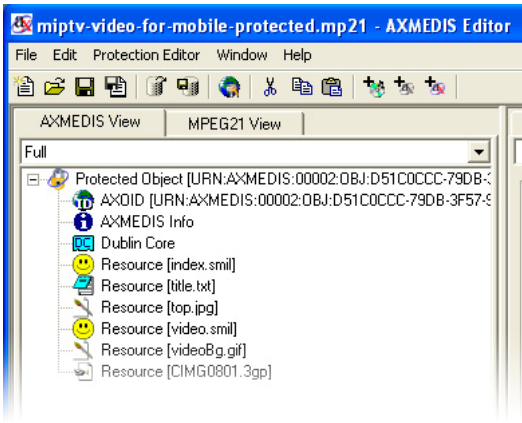 miptv-video-for-mobile-protected.mp21 - AXMEDIS Editor
File Edit Protection Editor Window Help
AXMEDIS View MPEG21 View
Full
Protected Object [URN:AXMEDIS:00002:OBJ:D51C0CCC-79DB-
AXOID [URN:AXMEDIS:00002:OBJ:D51C0CCC-79DB-3F57-9
AXMEDIS Info
DC Dublin Core
Resource [index.smil]
Resource [title.txt]
Resource [top.jpg]
Resource [video.smil]
Resource [videoBg.gif]
Resource [CIMG0801.3gp]